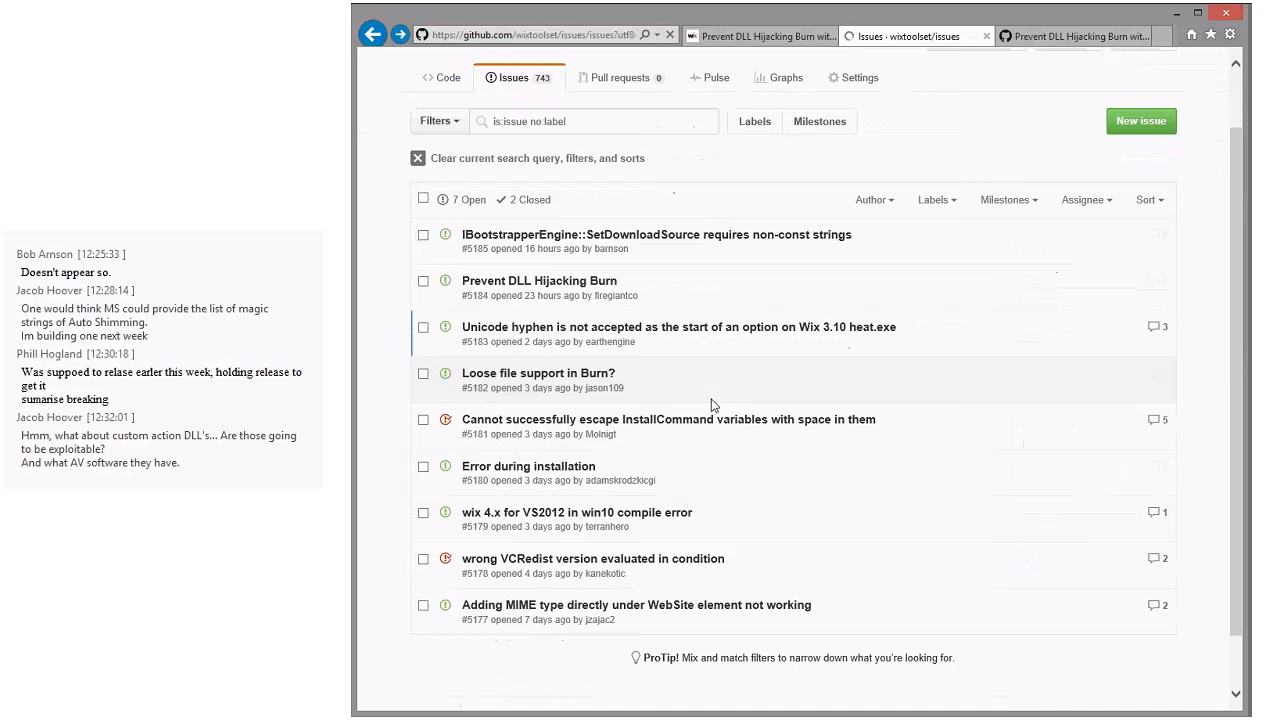 Bob Arnson [12:25:33 ]
Doesn't appear so.
Jacob Hoover [12:28:14 ]
One would think MS could provide the list of magic
strings of Auto Shimming.
Im building one next week
Phill Hogland [12:30:18 ]
Was suppoed to relase earler this week, holding release to
get it
sumarise breaking
Jacob Hoover [12:32:01 ]
Hmm, what about custom action DLL's... Are those going
to be exploitable?
And what AV software they have.
https://github.com/wixtoolset/issues/issues?utf8
Prevent DLL Hijacking Burn wit...
Issues · wixtoolset/issues
Prevent DLL Hijacking Burn wit...
Code
Issues 743
Pull requests 0
Pulse
Graphs
Settings
Filters
is:issue no:label
Labels
Milestones
New issue
Clear current search query, filters, and sorts
7 Open
2 Closed
Author
Labels
Milestones
Assignee
Sort
IBootstrapperEngine::SetDownloadSource requires non-const strings
#5185 opened 16 hours ago by barnson
Prevent DLL Hijacking Burn
#5184 opened 23 hours ago by firegiantco
Unicode hyphen is not accepted as the start of an option on Wix 3.10 heat.exe
3
#5183 opened 2 days ago by earthengine
Loose file support in Burn?
#5182 opened 3 days ago by jason109
Cannot successfully escape InstallCommand variables with space in them
5
#5181 opened 3 days ago by Molnigt
Error during installation
#5180 opened 3 days ago by adamskrodzkicgi
wix 4.x for VS2012 in win10 compile error
1
#5179 opened 3 days ago by terranhero
wrong VCRedist version evaluated in condition
2
#5178 opened 4 days ago by kanekotic
Adding MIME type directly under WebSite element not working
2
#5177 opened 7 days ago by jzajac2
ProTip! Mix and match filters to narrow down what you're looking for.